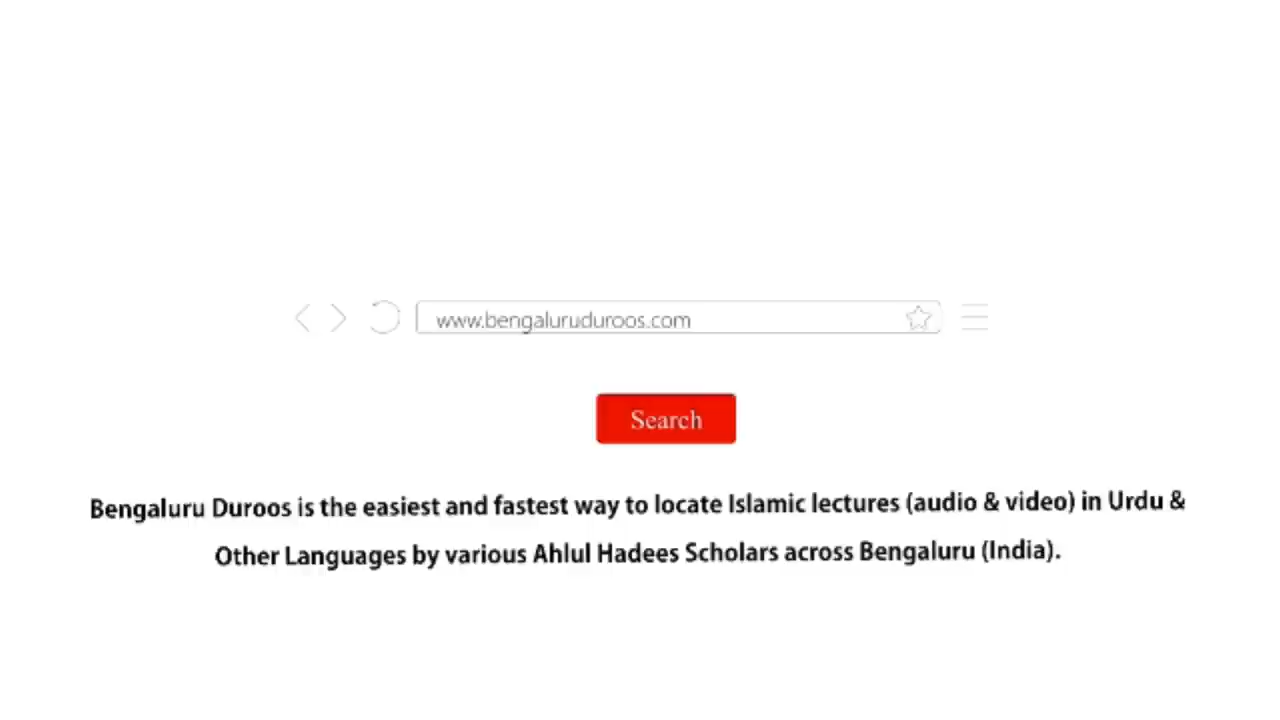 www.bengaluruduroos.com
Search
Bengaluru Duroos is the easiest and fastest way to locate Islamic lectures (audio & video) in Urdu &
Other Languages by various Ahlul Hadees Scholars across Bengaluru (India).